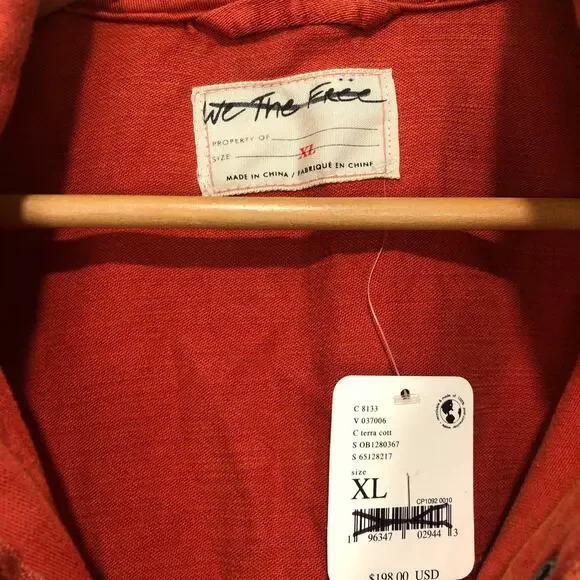 We The Free
PROPERTY OF
SIZE XL
MADE IN CHINA / FABRIQUÉ EN CHINE
C 8133
V 037006
C terra cott
S OB1280367
S 65128217
size
XL
CP1092 0010
1 96347 02944 3
$198.00 USD